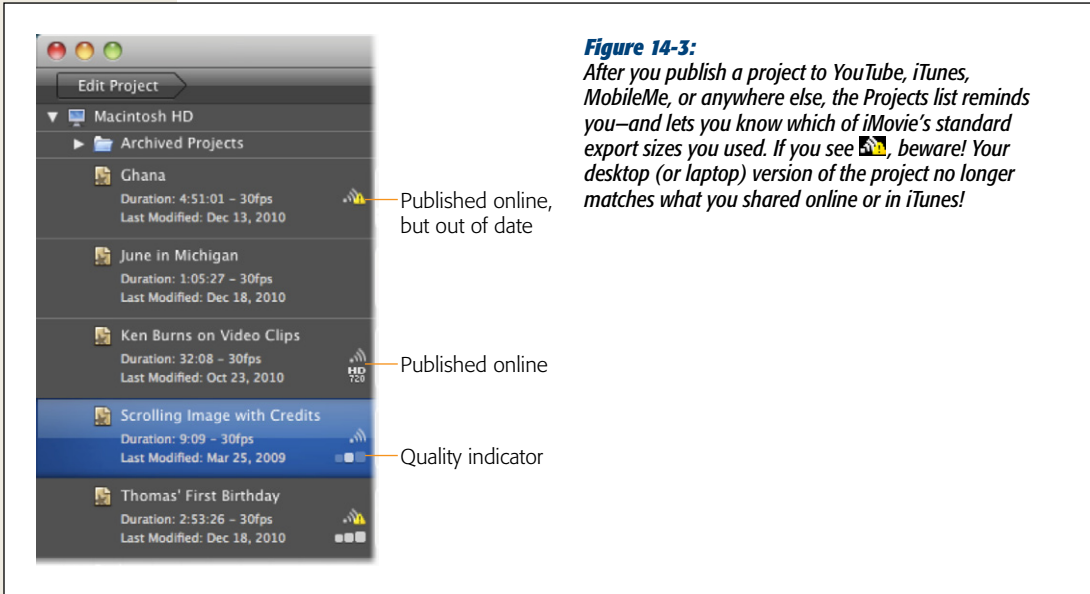 Edit Project
Macintosh HD
Archived Projects
Ghana
Duration: 4:51:01 – 30fps
Last Modified: Dec 13, 2010
Published online,
but out of date
June in Michigan
Duration: 1:05:27 – 30fps
Last Modified: Dec 18, 2010
Ken Burns on Video Clips
Duration: 32:08 – 30fps
Last Modified: Oct 23, 2010
HD
720
Published online
Scrolling Image with Credits
Duration: 9:09 – 30fps
Last Modified: Mar 25, 2009
Quality indicator
Thomas' First Birthday
Duration: 2:53:26 – 30fps
Last Modified: Dec 18, 2010
Figure 14-3:
After you publish a project to YouTube, iTunes,
MobileMe, or anywhere else, the Projects list reminds
you—and lets you know which of iMovie's standard
export sizes you used. If you see , beware! Your
desktop (or laptop) version of the project no longer
matches what you shared online or in iTunes!